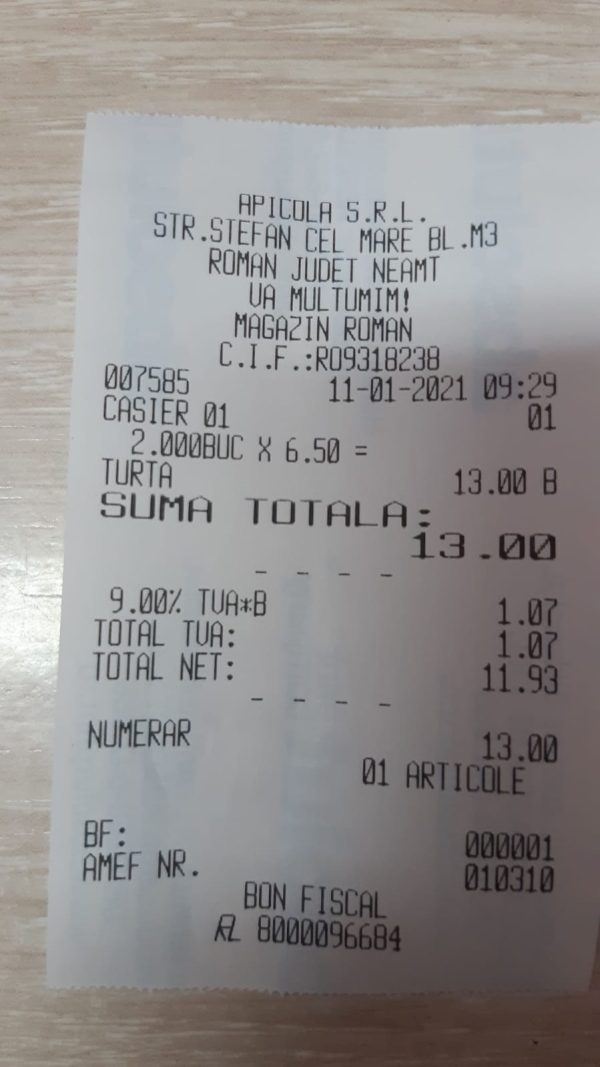 APICOLA S.R.L.
STR.STEFAN CEL MARE BL.M3
ROMAN JUDET NEAMT
VA MULTUMIM!
MAGAZIN ROMAN
C.I.F.:RO9318238
007585 11-01-2021 09:29
CASIER 01 01
2.000BUC X 6.50 =
TURTA 13.00 B
SUMA TOTALA:
13.00
- - - -
9.00% TVA*B 1.07
TOTAL TVA: 1.07
TOTAL NET: 11.93
- - - -
NUMERAR 13.00
01 ARTICOLE
BF: 000001
AMEF NR. 010310
BON FISCAL
8000096684